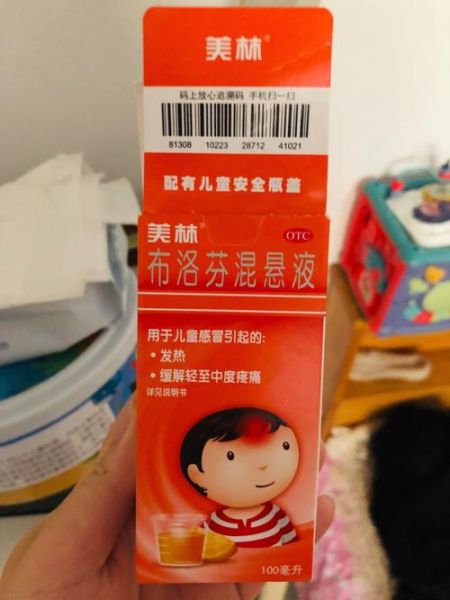 美林®
码上放心追溯码 手机扫一扫
81308 10223 28712 41021
配有儿童安全瓶盖
美林®
OTC
布洛芬混悬液
用于儿童感冒引起的:
·发热
·缓解轻至中度疼痛
详见说明书
100毫升